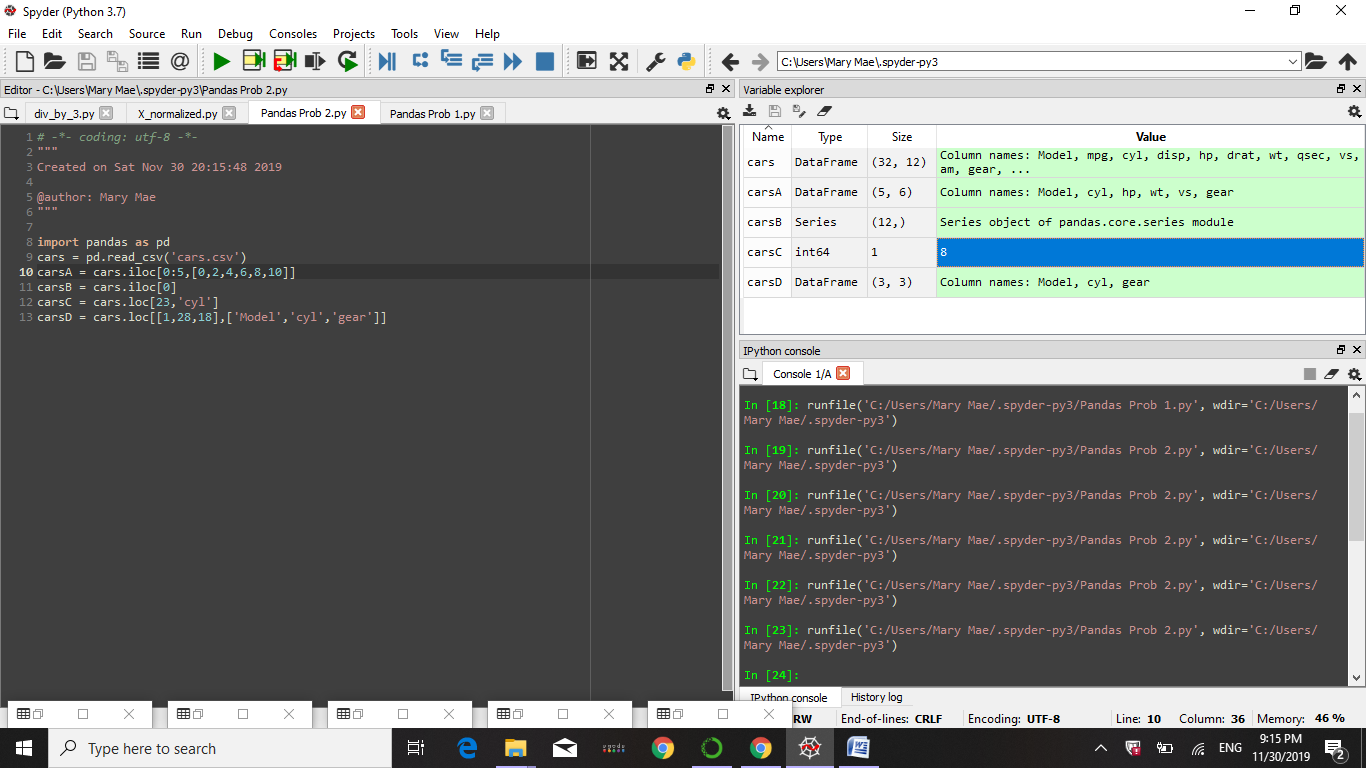 Spyder (Python 3.7)
File Edit Search Source Run Debug Consoles Projects Tools View Help
C:\Users\Mary Mae\.spyder-py3
Editor - C:\Users\Mary Mae\.spyder-py3\Pandas Prob 2.py
div_by_3.py X_normalized.py Pandas Prob 2.py Pandas Prob 1.py
1 # -*- coding: utf-8 -*-
2 """
3 Created on Sat Nov 30 20:15:48 2019
4
5 @author: Mary Mae
6 """
7
8 import pandas as pd
9 cars = pd.read_csv('cars.csv')
10 carsA = cars.iloc[0:5,[0,2,4,6,8,10]]
11 carsB = cars.iloc[0]
12 carsC = cars.loc[23,'cyl']
13 carsD = cars.loc[[1,28,18],['Model','cyl','gear']]
Variable explorer
Name Type Size Value
cars DataFrame (32, 12) Column names: Model, mpg, cyl, disp, hp, drat, wt, qsec, vs,
am, gear, ...
carsA DataFrame (5, 6) Column names: Model, cyl, hp, wt, vs, gear
carsB Series (12,) Series object of pandas.core.series module
carsC int64 1 8
carsD DataFrame (3, 3) Column names: Model, cyl, gear
IPython console
Console 1/A
In [18]: runfile('C:/Users/Mary Mae/.spyder-py3/Pandas Prob 1.py', wdir='C:/Users/
Mary Mae/.spyder-py3')
In [19]: runfile('C:/Users/Mary Mae/.spyder-py3/Pandas Prob 2.py', wdir='C:/Users/
Mary Mae/.spyder-py3')
In [20]: runfile('C:/Users/Mary Mae/.spyder-py3/Pandas Prob 2.py', wdir='C:/Users/
Mary Mae/.spyder-py3')
In [21]: runfile('C:/Users/Mary Mae/.spyder-py3/Pandas Prob 2.py', wdir='C:/Users/
Mary Mae/.spyder-py3')
In [22]: runfile('C:/Users/Mary Mae/.spyder-py3/Pandas Prob 2.py', wdir='C:/Users/
Mary Mae/.spyder-py3')
In [23]: runfile('C:/Users/Mary Mae/.spyder-py3/Pandas Prob 2.py', wdir='C:/Users/
Mary Mae/.spyder-py3')
In [24]:
IPython console History log
RW End-of-lines: CRLF Encoding: UTF-8 Line: 10 Column: 36 Memory: 46 %
Type here to search
ENG
9:15 PM
11/30/2019
2